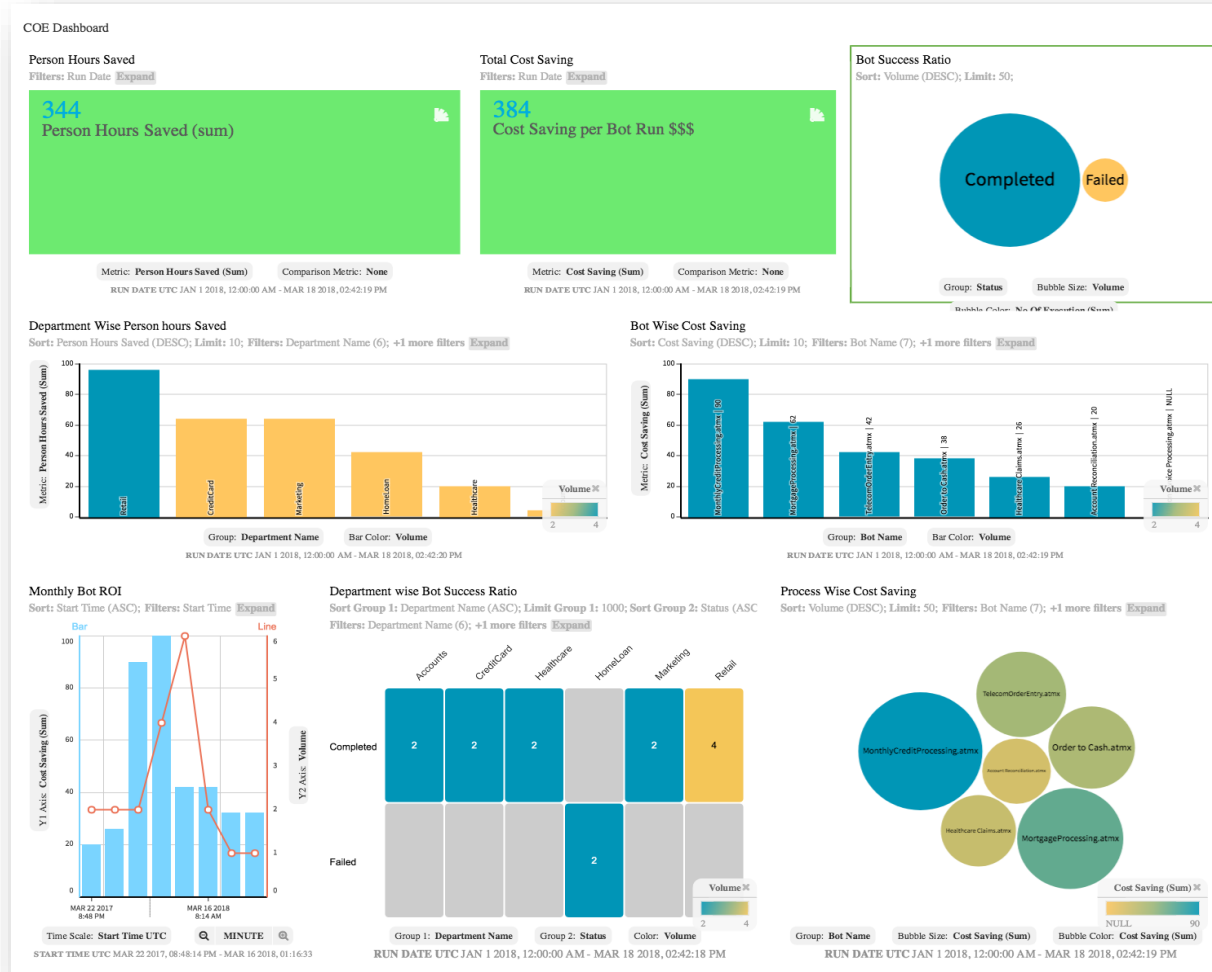 COE Dashboard
Person Hours Saved
Filters: Run Date Expand
344
Person Hours Saved (sum)
Metric: Person Hours Saved (Sum) Comparison Metric: None
RUN DATE UTC JAN 1 2018, 12:00:00 AM - MAR 18 2018, 02:42:20 PM
Total Cost Saving
Filters: Run Date Expand
384
Cost Saving per Bot Run $$$
Metric: Cost Saving (Sum) Comparison Metric: None
RUN DATE UTC JAN 1 2018, 12:00:00 AM - MAR 18 2018, 02:42:19 PM
Bot Success Ratio
Sort: Volume (DESC); Limit: 50;
Completed
Failed
Group: Status Bubble Size: Volume
Bubble Color: No Of Execution (Sum)
Department Wise Person hours Saved
Sort: Person Hours Saved (DESC); Limit: 10; Filters: Department Name (6); +1 more filters Expand
Metric: Person Hours Saved (Sum)
100
80
60
40
20
0
Retail
CreditCard
Marketing
HomeLoan
Healthcare
Volume
2 4
Group: Department Name Bar Color: Volume
RUN DATE UTC JAN 1 2018, 12:00:00 AM - MAR 18 2018, 02:42:20 PM
Bot Wise Cost Saving
Sort: Cost Saving (DESC); Limit: 10; Filters: Bot Name (7); +1 more filters Expand
Metric: Cost Saving (Sum)
100
80
60
40
20
0
MonthlyCreditProcessing.atmx | 90
MortgageProcessing.atmx | 62
TelecomOrderEntry.atmx | 42
Order to Cash.atmx | 38
Healthcare Claims.atmx | 26
Account Reconciliation.atmx | 20
Processing.atmx | NULL
Volume
2 4
Group: Bot Name Bar Color: Volume
RUN DATE UTC JAN 1 2018, 12:00:00 AM - MAR 18 2018, 02:42:19 PM
Monthly Bot ROI
Sort: Start Time (ASC); Filters: Start Time Expand
Bar Line
Y1 Axis: Cost Saving (Sum)
100
80
60
40
20
0
6
5
4
3
2
1
0
Y2 Axis: Volume
MAR 22 2017
8:48 PM
MAR 16 2018
8:14 AM
Time Scale: Start Time UTC MINUTE
START TIME UTC MAR 22 2017, 08:48:14 PM - MAR 16 2018, 01:16:33
Department wise Bot Success Ratio
Sort Group 1: Department Name (ASC); Limit Group 1: 1000; Sort Group 2: Status (ASC
Filters: Department Name (6); +1 more filters Expand
Accounts
CreditCard
Healthcare
HomeLoan
Marketing
Retail
Completed 2 2 2 2 4
Failed 2
Volume
2 4
Group 1: Department Name Group 2: Status Color: Volume
RUN DATE UTC JAN 1 2018, 12:00:00 AM - MAR 18 2018, 02:42:18 PM
Process Wise Cost Saving
Sort: Volume (DESC); Limit: 50; Filters: Bot Name (7); +1 more filters Expand
TelecomOrderEntry.atmx
MonthlyCreditProcessing.atmx
Order to Cash.atmx
Account Reconciliation.atmx
Healthcare Claims.atmx
MortgageProcessing.atmx
Cost Saving (Sum)
NULL 90
Group: Bot Name Bubble Size: Cost Saving (Sum) Bubble Color: Cost Saving (Sum)
RUN DATE UTC JAN 1 2018, 12:00:00 AM - MAR 18 2018, 02:42:19 PM